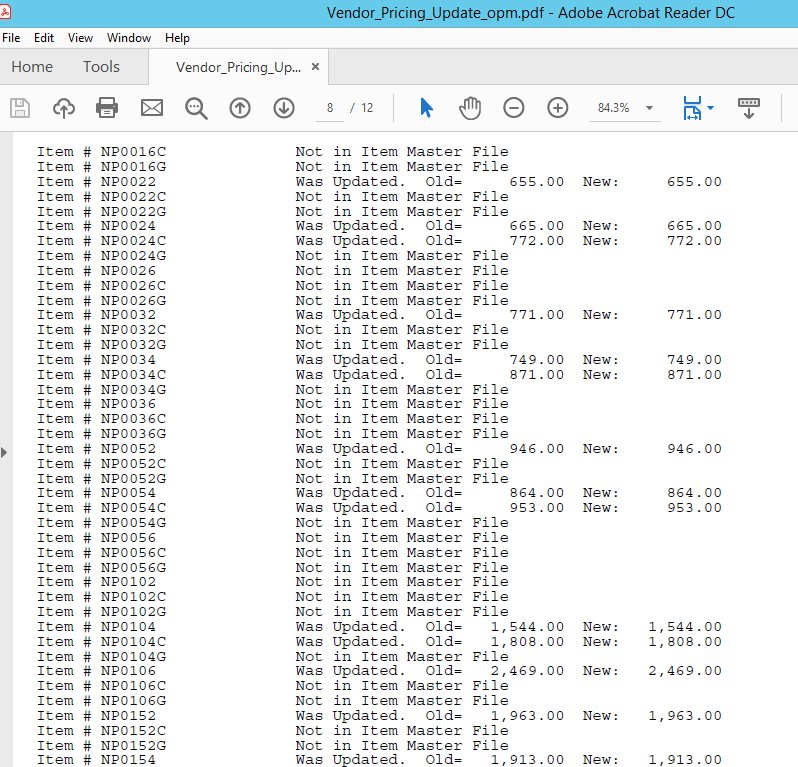 Vendor_Pricing_Update_opm.pdf - Adobe Acrobat Reader DC
File Edit View Window Help
Home Tools Vendor_Pricing_Up... ×
8 / 12 84.3%
Item # NP0016C Not in Item Master File
Item # NP0016G Not in Item Master File
Item # NP0022 Was Updated. Old= 655.00 New: 655.00
Item # NP0022C Not in Item Master File
Item # NP0022G Not in Item Master File
Item # NP0024 Was Updated. Old= 665.00 New: 665.00
Item # NP0024C Was Updated. Old= 772.00 New: 772.00
Item # NP0024G Not in Item Master File
Item # NP0026 Not in Item Master File
Item # NP0026C Not in Item Master File
Item # NP0026G Not in Item Master File
Item # NP0032 Was Updated. Old= 771.00 New: 771.00
Item # NP0032C Not in Item Master File
Item # NP0032G Not in Item Master File
Item # NP0034 Was Updated. Old= 749.00 New: 749.00
Item # NP0034C Was Updated. Old= 871.00 New: 871.00
Item # NP0034G Not in Item Master File
Item # NP0036 Not in Item Master File
Item # NP0036C Not in Item Master File
Item # NP0036G Not in Item Master File
Item # NP0052 Was Updated. Old= 946.00 New: 946.00
Item # NP0052C Not in Item Master File
Item # NP0052G Not in Item Master File
Item # NP0054 Was Updated. Old= 864.00 New: 864.00
Item # NP0054C Was Updated. Old= 953.00 New: 953.00
Item # NP0054G Not in Item Master File
Item # NP0056 Not in Item Master File
Item # NP0056C Not in Item Master File
Item # NP0056G Not in Item Master File
Item # NP0102 Not in Item Master File
Item # NP0102C Not in Item Master File
Item # NP0102G Not in Item Master File
Item # NP0104 Was Updated. Old= 1,544.00 New: 1,544.00
Item # NP0104C Was Updated. Old= 1,808.00 New: 1,808.00
Item # NP0104G Not in Item Master File
Item # NP0106 Was Updated. Old= 2,469.00 New: 2,469.00
Item # NP0106C Not in Item Master File
Item # NP0106G Not in Item Master File
Item # NP0152 Was Updated. Old= 1,963.00 New: 1,963.00
Item # NP0152C Not in Item Master File
Item # NP0152G Not in Item Master File
Item # NP0154 Was Updated. Old= 1,913.00 New: 1,913.00